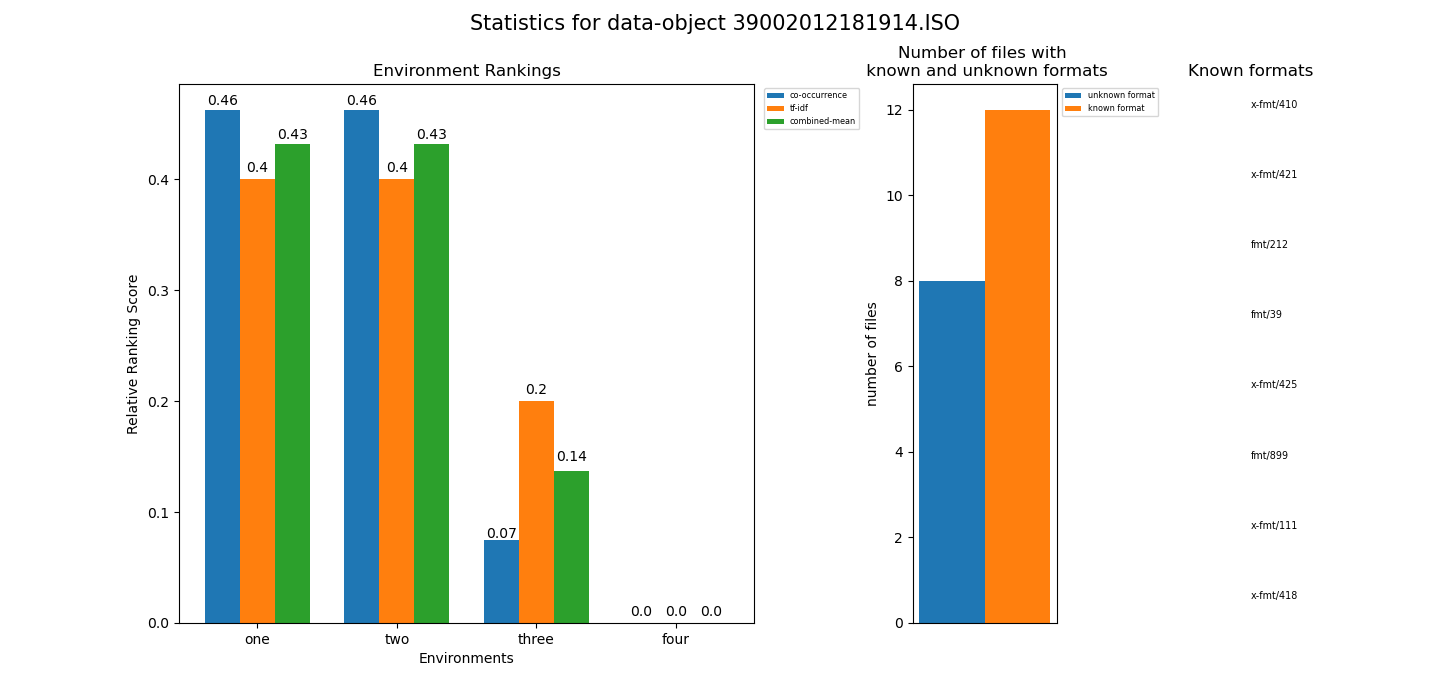 Statistics for data-object 39002012181914.ISO
Environment Rankings
0.46
0.4
0.43
0.46
0.4
0.43
0.07
0.2
0.14
0.0
0.0
0.0
0.4
0.3
0.2
0.1
0.0
Relative Ranking Score
one
two
three
four
Environments
co-occurrence
tf-idf
combined-mean
Number of files with
known and unknown formats
12
10
8
6
4
2
0
number of files
unknown format
known format
Known formats
x-fmt/410
x-fmt/421
fmt/212
fmt/39
x-fmt/425
fmt/899
x-fmt/111
x-fmt/418